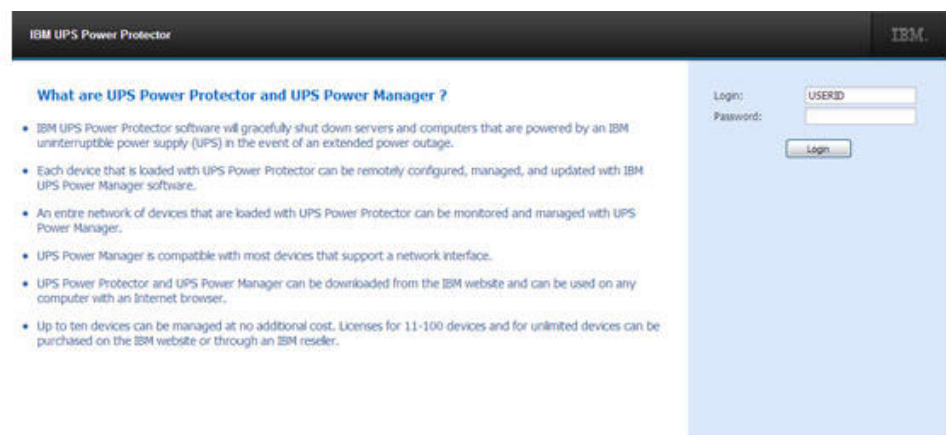 IBM UPS Power Protector
IBM.
What are UPS Power Protector and UPS Power Manager ?
• IBM UPS Power Protector software will gracefully shut down servers and computers that are powered by an IBM
uninterruptible power supply (UPS) in the event of an extended power outage.
• Each device that is loaded with UPS Power Protector can be remotely configured, managed, and updated with IBM
UPS Power Manager software.
• An entire network of devices that are loaded with UPS Power Protector can be monitored and managed with UPS
Power Manager.
• UPS Power Manager is compatible with most devices that support a network interface.
• UPS Power Protector and UPS Power Manager can be downloaded from the IBM website and can be used on any
computer with an Internet browser.
• Up to ten devices can be managed at no additional cost. Licenses for 11-100 devices and for unlimited devices can be
purchased on the IBM website or through an IBM reseller.
Login: USERID
Password:
Login